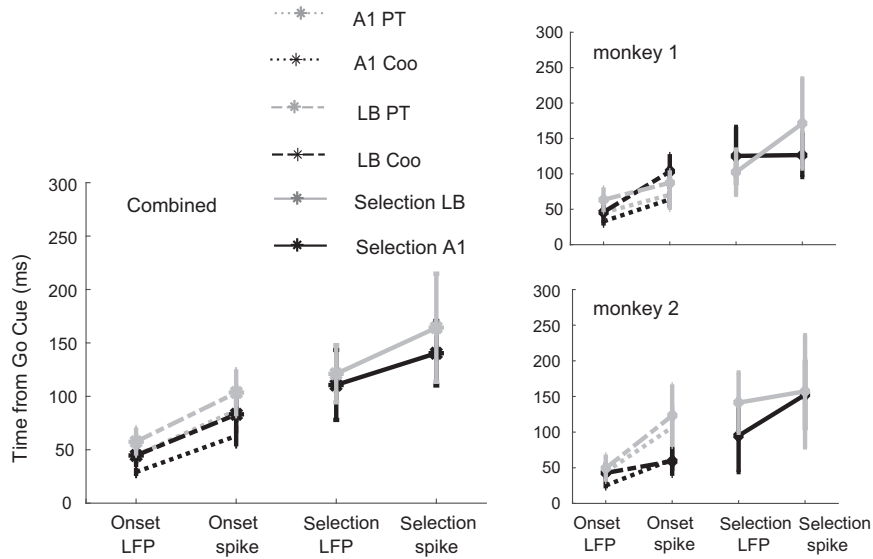 A1 PT
A1 Coo
LB PT
LB Coo
Selection LB
Selection A1
Combined
Time from Go Cue (ms)
300
250
200
150
100
50
0
Onset LFP
Onset spike
Selection LFP
Selection spike
monkey 1
300
250
200
150
100
50
0
monkey 2
300
250
200
150
100
50
0
Onset LFP
Onset spike
Selection LFP
Selection spike